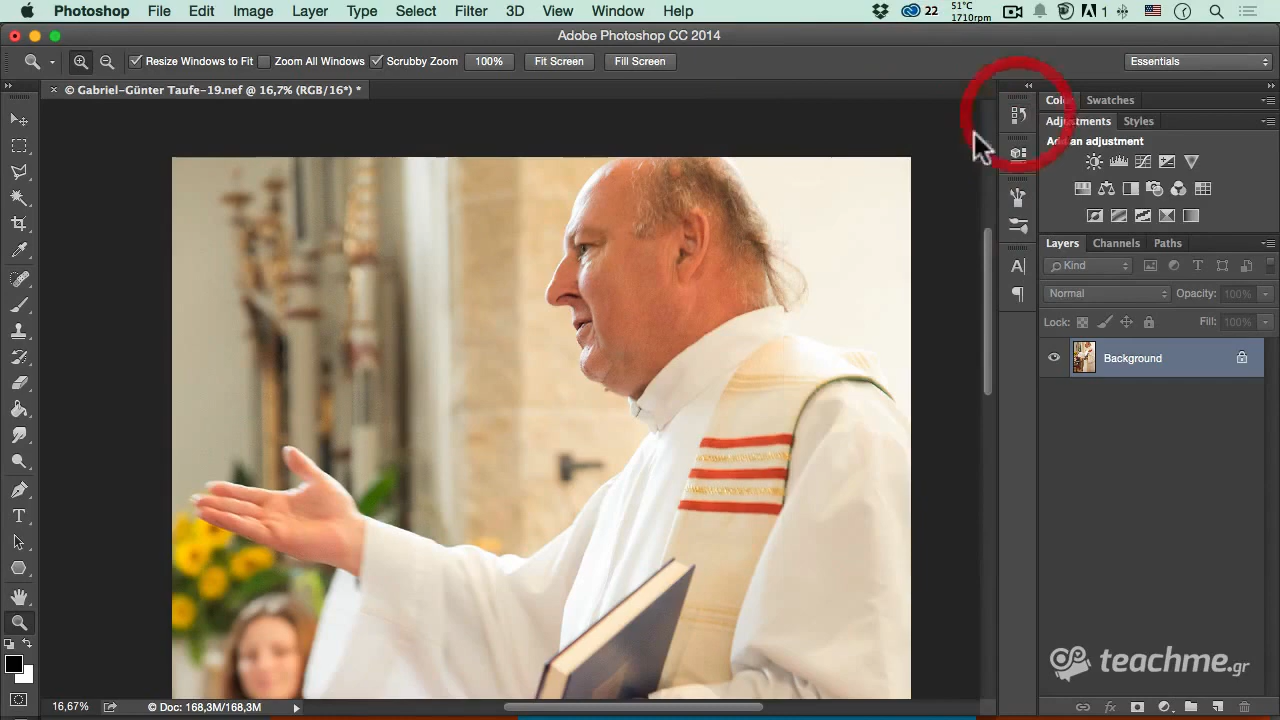 Photoshop File Edit Image Layer Type Select Filter 3D View Window Help 22 51°C 1710rpm 1
Adobe Photoshop CC 2014
Resize Windows to Fit Zoom All Windows Scrubby Zoom 100% Fit Screen Fill Screen Essentials
© Gabriel-Günter Taufe-19.nef @ 16,7% (RGB/16*) *
Color Swatches
Adjustments Styles
Add an adjustment
Layers Channels Paths
Kind
Normal Opacity: 100%
Lock: Fill: 100%
Background
teachme.gr
16,67% © Doc: 168,3M/168,3M